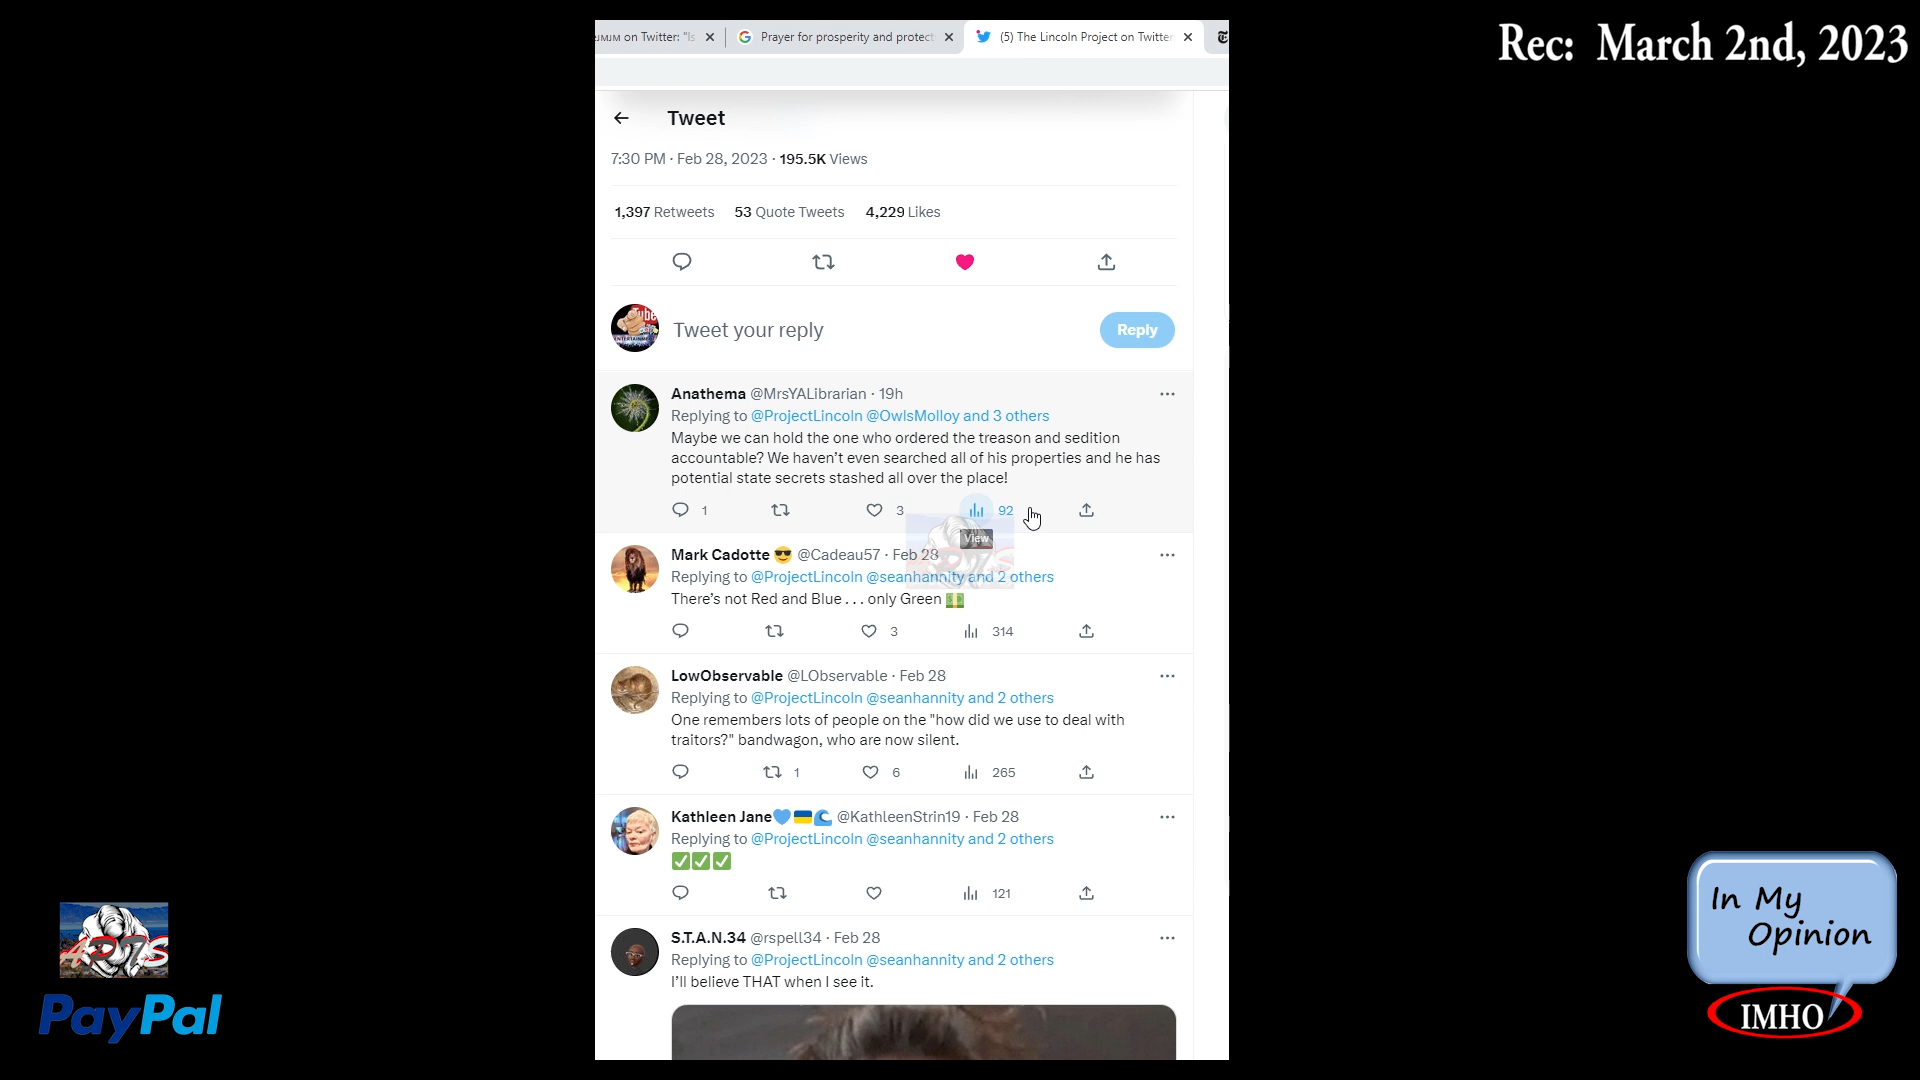 ᴊᴍɪᴍ on Twitter: "Is
Prayer for prosperity and protect
(5) The Lincoln Project on Twitter
Rec: March 2nd, 2023
Tweet
7:30 PM · Feb 28, 2023 · 195.5K Views
1,397 Retweets 53 Quote Tweets 4,229 Likes
Tweet your reply
Reply
Anathema @MrsYALibrarian · 19h
Replying to @ProjectLincoln @OwlsMolloy and 3 others
Maybe we can hold the one who ordered the treason and sedition
accountable? We haven't even searched all of his properties and he has
potential state secrets stashed all over the place!
1 3 92
View
Mark Cadotte 😎 @Cadeau57 · Feb 28
Replying to @ProjectLincoln @seanhannity and 2 others
There's not Red and Blue . . . only Green 💵
3 314
LowObservable @LObservable · Feb 28
Replying to @ProjectLincoln @seanhannity and 2 others
One remembers lots of people on the "how did we use to deal with
traitors?" bandwagon, who are now silent.
1 6 265
Kathleen Jane💙🇺🇦🌊 @KathleenStrin19 · Feb 28
Replying to @ProjectLincoln @seanhannity and 2 others
✅✅✅
121
S.T.A.N.34 @rspell34 · Feb 28
Replying to @ProjectLincoln @seanhannity and 2 others
I'll believe THAT when I see it.
PayPal
In My
Opinion
IMHO